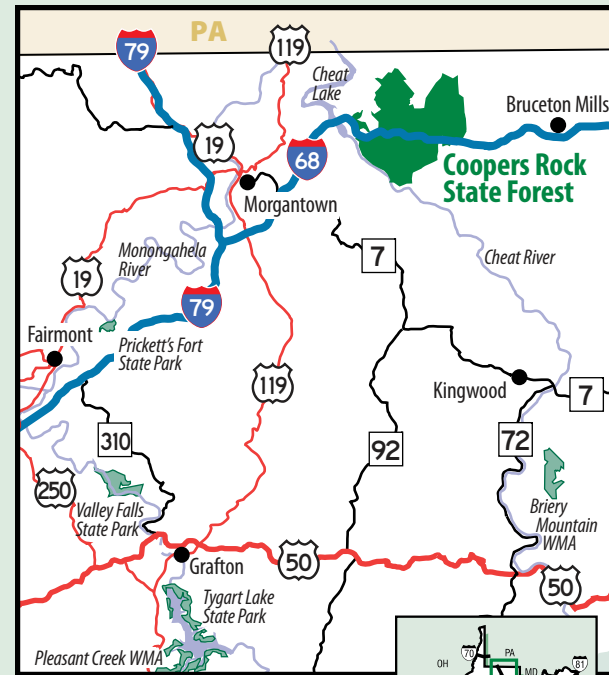 PA
79
119
Cheat
Lake
Bruceton Mills
19
68
Coopers Rock
State Forest
Morgantown
Monongahela
River
7
Cheat River
19
79
Fairmont
Prickett's Fort
State Park
119
Kingwood
7
310
92
72
250
Valley Falls
State Park
Briery
Mountain
WMA
50
Grafton
50
Tygart Lake
State Park
Pleasant Creek WMA
70
PA
OH
MD
81